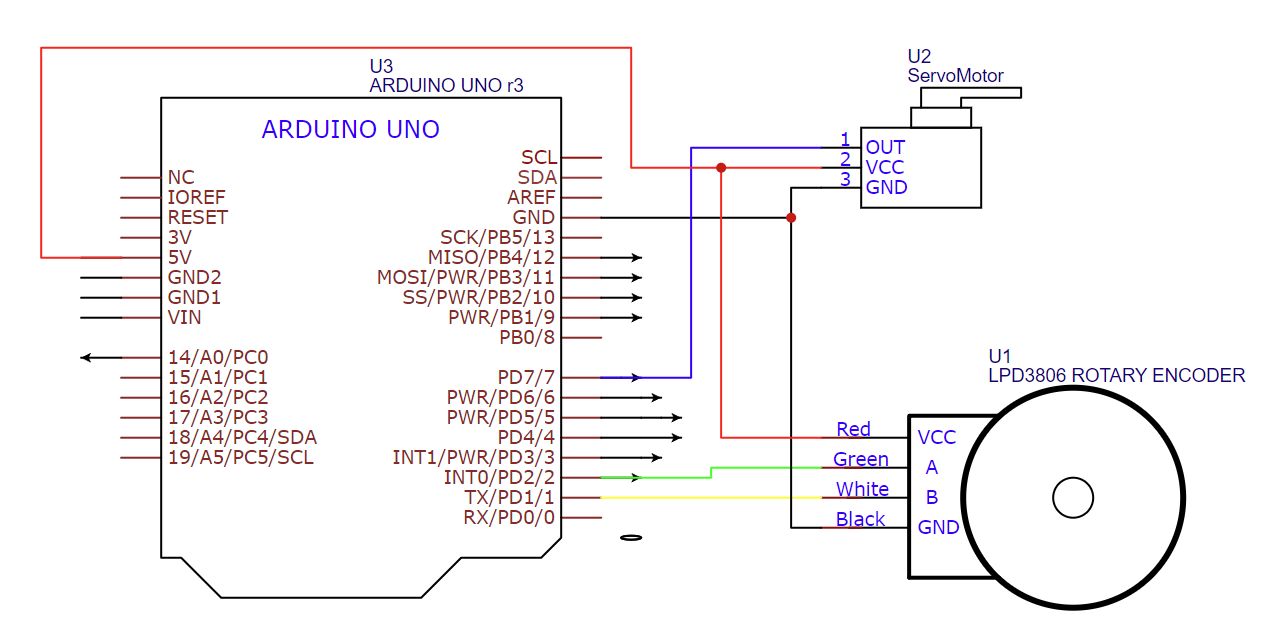 U3
ARDUINO UNO r3
ARDUINO UNO
NC
IOREF
RESET
3V
5V
GND2
GND1
VIN
14/A0/PC0
15/A1/PC1
16/A2/PC2
17/A3/PC3
18/A4/PC4/SDA
19/A5/PC5/SCL
SCL
SDA
AREF
GND
SCK/PB5/13
MISO/PB4/12
MOSI/PWR/PB3/11
SS/PWR/PB2/10
PWR/PB1/9
PB0/8
PD7/7
PWR/PD6/6
PWR/PD5/5
PD4/4
INT1/PWR/PD3/3
INT0/PD2/2
TX/PD1/1
RX/PD0/0
U2
ServoMotor
1 OUT
2 VCC
3 GND
U1
LPD3806 ROTARY ENCODER
Red VCC
Green A
White B
Black GND